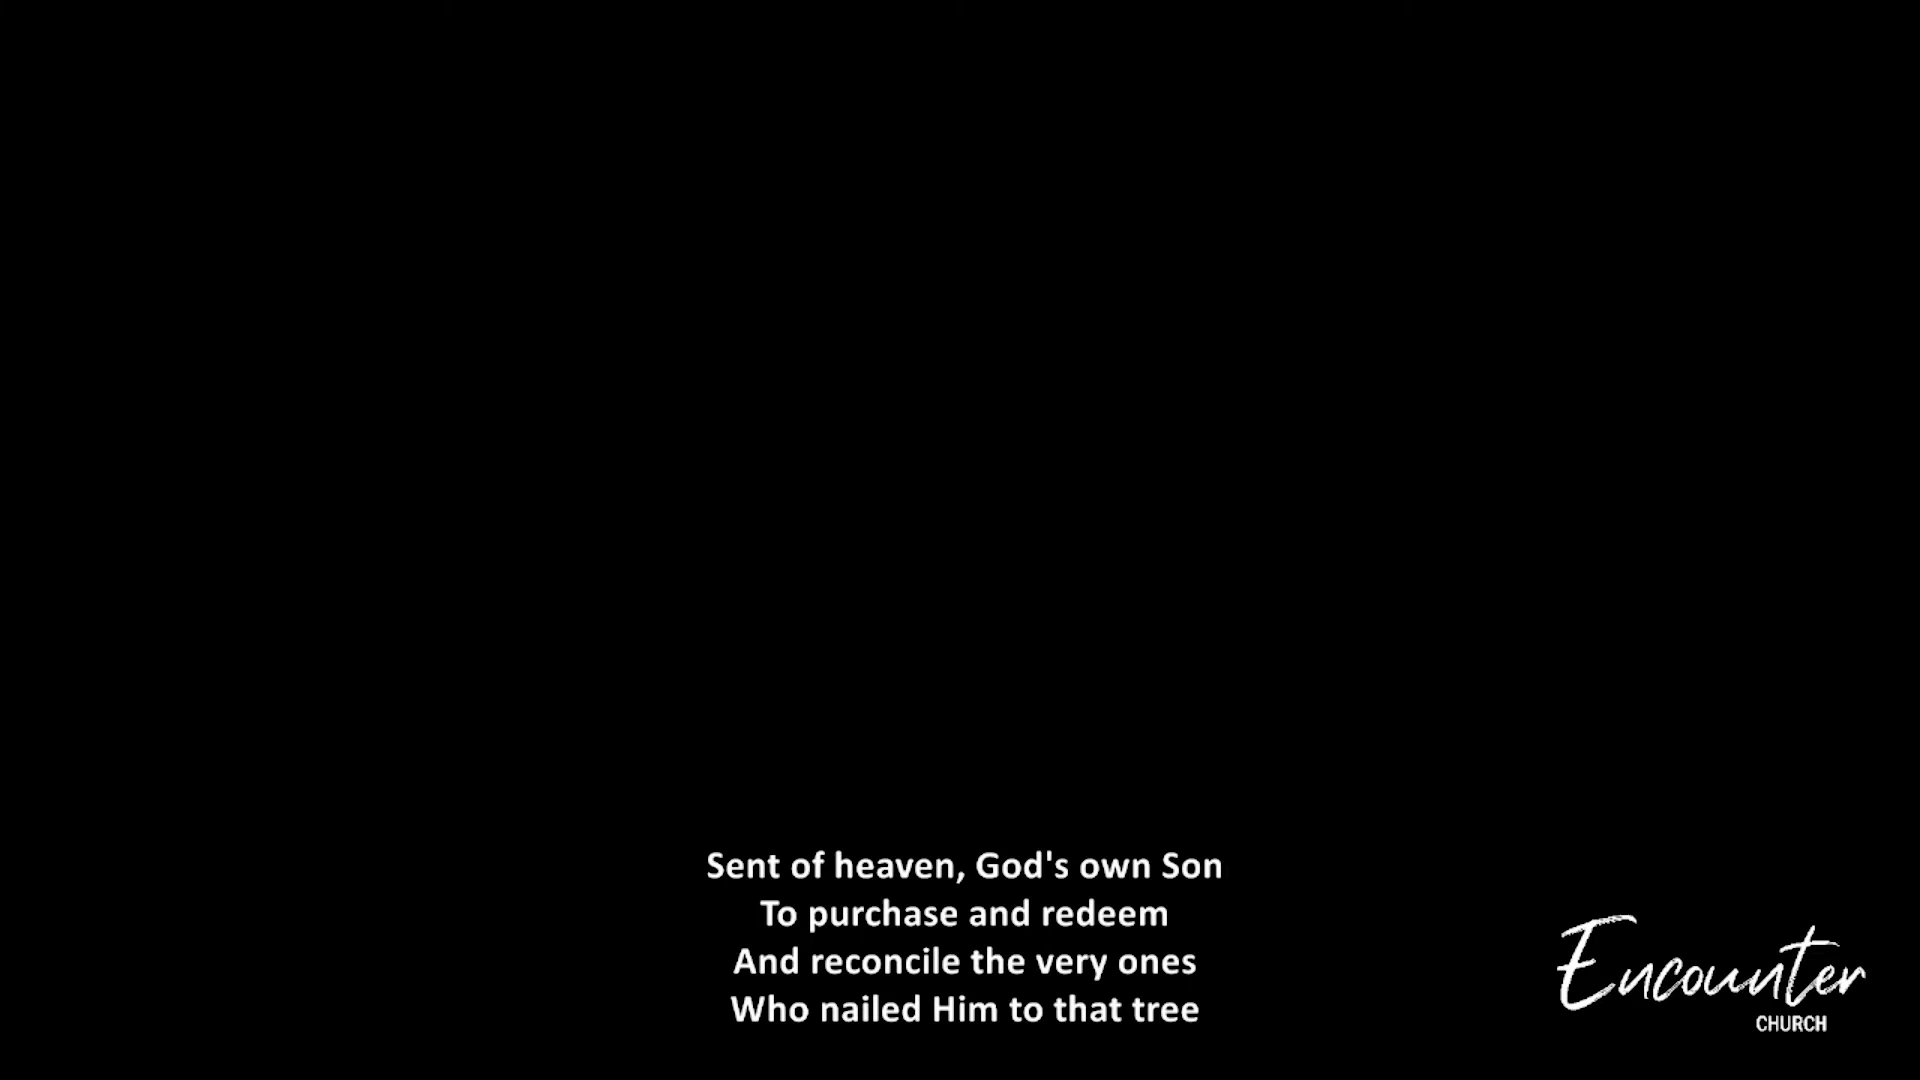 Sent of heaven, God's own Son
To purchase and redeem
And reconcile the very ones
Who nailed Him to that tree
Encounter
CHURCH